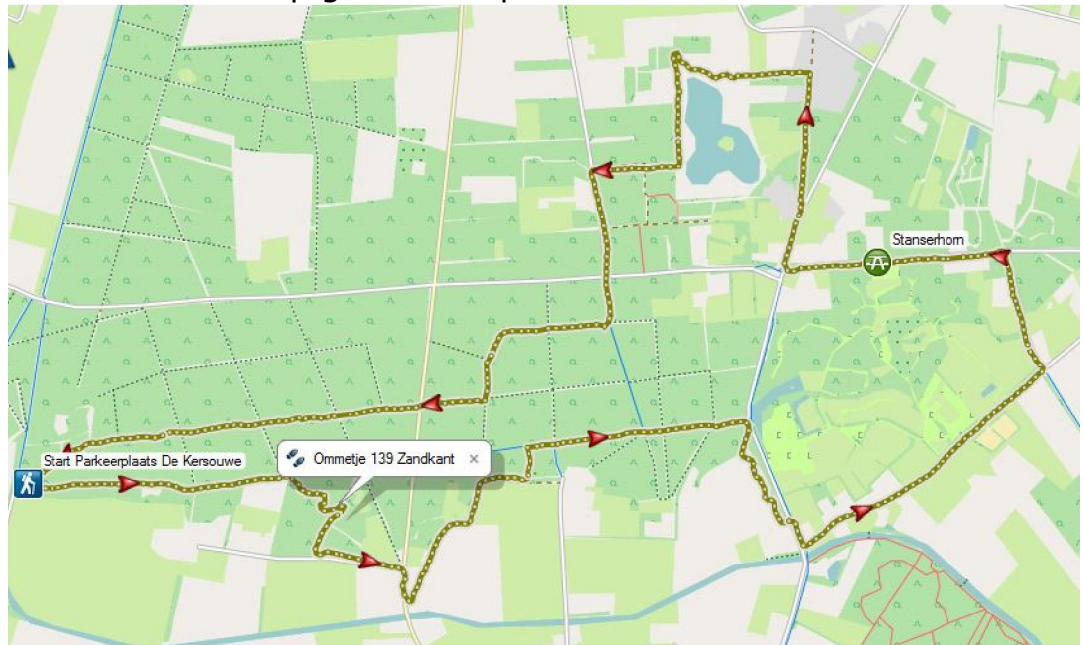 Stanserhorn
Start Parkeerplaats De Kersouwe
Ommetje 139 Zandkant ×